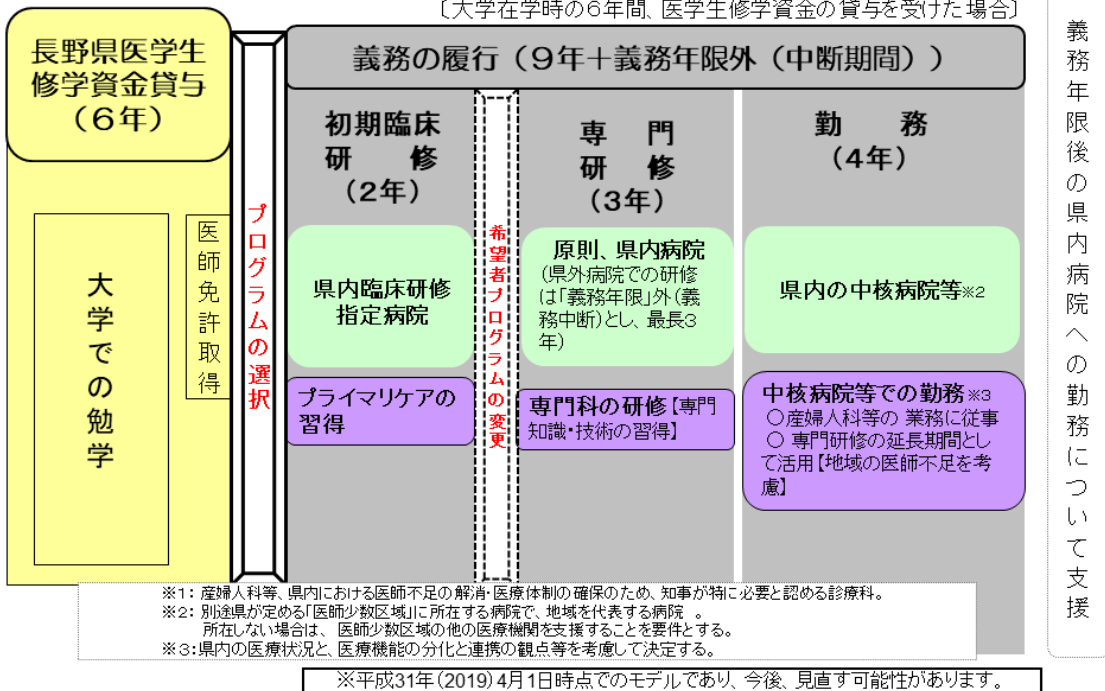 〔大学在学時の6年間、医学生修学資金の貸与を受けた場合〕
長野県医学生
修学資金貸与
(6年)
大学での勉学
医師免許取得
プログラムの選択
義務の履行(9年+義務年限外(中断期間))
初期臨床
研 修
(2年)
県内臨床研修
指定病院
プライマリケアの
習得
希望者プログラムの変更
専 門
研 修
(3年)
原則、県内病院
(県外病院での研修
は「義務年限」外(義
務中断)とし、最長3
年)
専門科の研修【専門
知識・技術の習得】
勤 務
(4年)
県内の中核病院等※2
中核病院等での勤務※3
○産婦人科等の 業務に従事
○ 専門研修の延長期間とし
て活用【地域の医師不足を考
慮】
義務年限後の県内病院への勤務について支援
※1: 産婦人科等、県内における医師不足の解消・医療体制の確保のため、知事が特に必要と認める診療科。
※2: 別途県が定める「医師少数区域」に所在する病院で、地域を代表する病院 。
所在しない場合は、 医師少数区域の他の医療機関を支援することを要件とする。
※3:県内の医療状況と、医療機能の分化と連携の観点等を考慮して決定する。
※平成31年(2019)4月1日時点でのモデルであり、今後、見直す可能性があります。